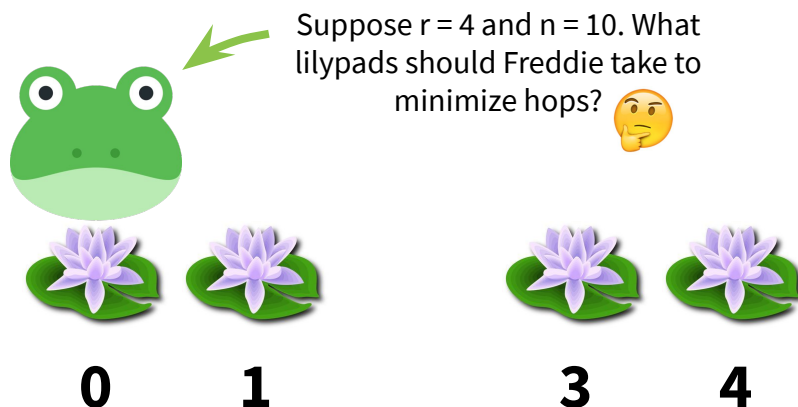 Suppose r = 4 and n = 10. What
lilypads should Freddie take to
minimize hops?
0 1 3 4